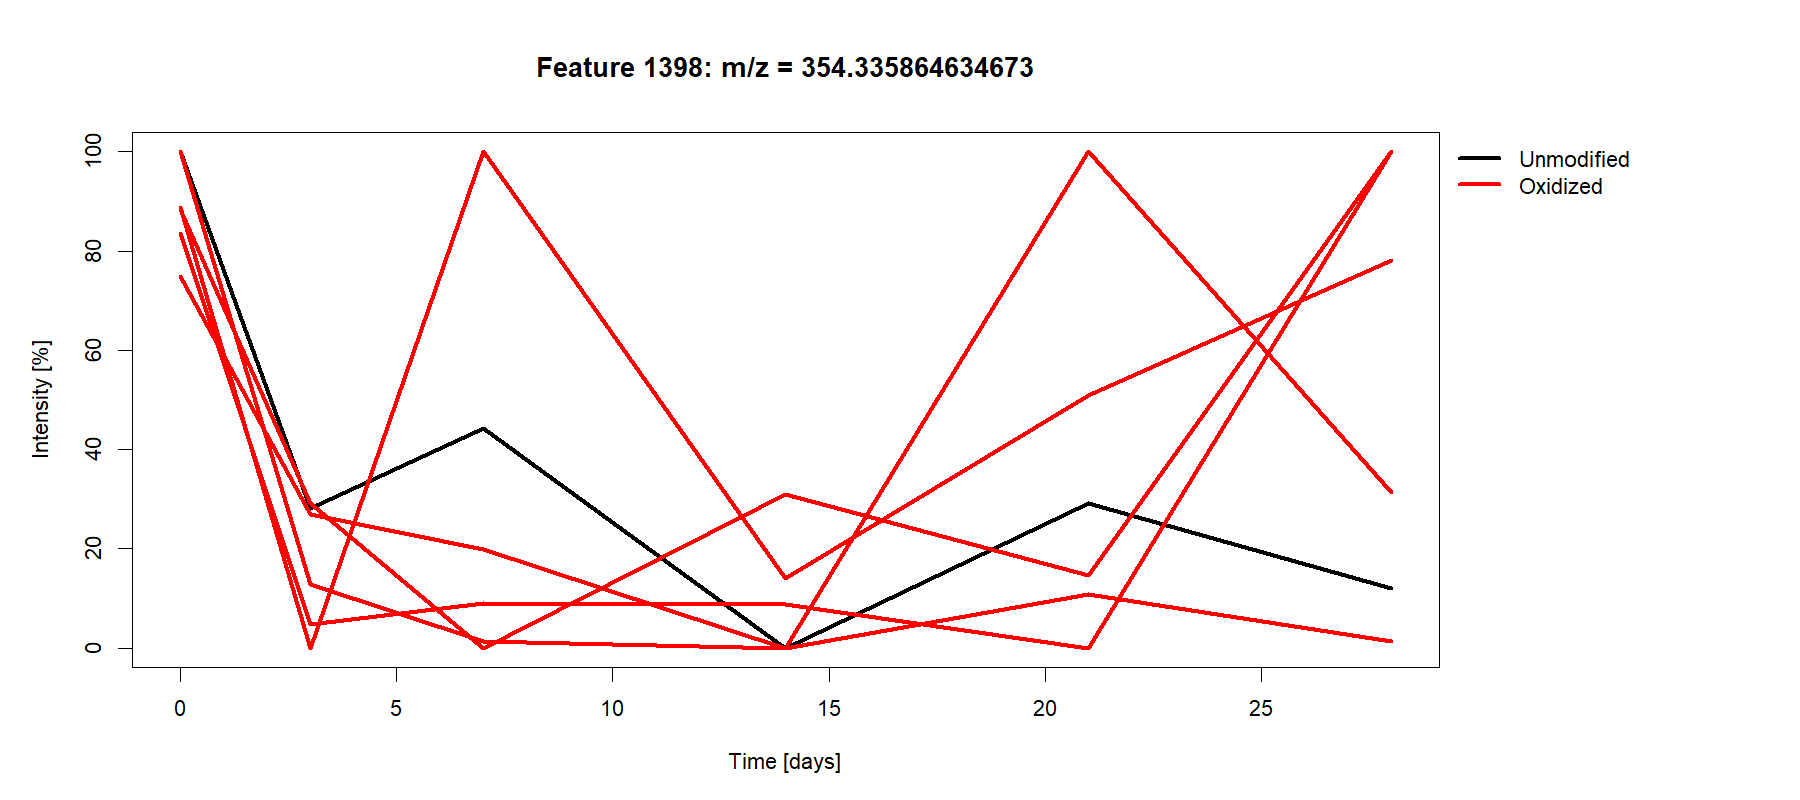 Feature 1398: m/z = 354.335864634673
Unmodified
Oxidized
Intensity [%]
100
80
60
40
20
0
0 5 10 15 20 25
Time [days]